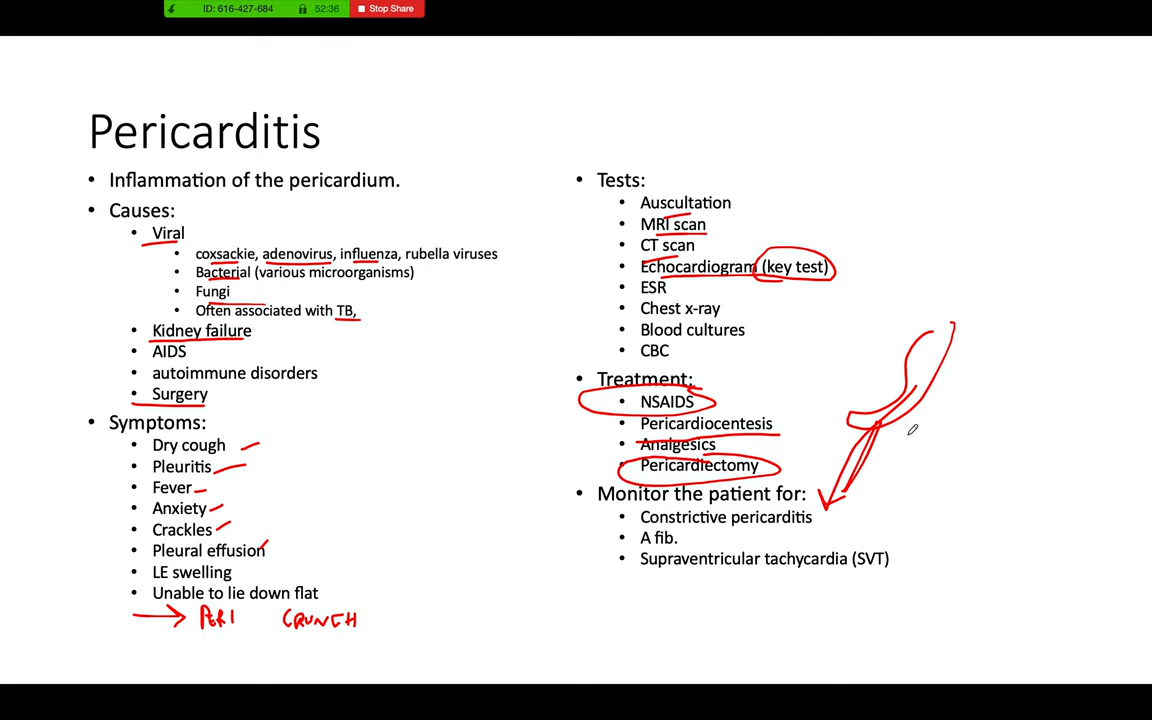 ID: 616-427-684 52:36 Stop Share
Pericarditis
• Inflammation of the pericardium.
• Causes:
• Viral
• coxsackie, adenovirus, influenza, rubella viruses
• Bacterial (various microorganisms)
• Fungi
• Often associated with TB,
• Kidney failure
• AIDS
• autoimmune disorders
• Surgery
• Symptoms:
• Dry cough
• Pleuritis
• Fever
• Anxiety
• Crackles
• Pleural effusion
• LE swelling
• Unable to lie down flat
PERI CRUNCH
• Tests:
• Auscultation
• MRI scan
• CT scan
• Echocardiogram (key test)
• ESR
• Chest x-ray
• Blood cultures
• CBC
• Treatment:
• NSAIDS
• Pericardiocentesis
• Analgesics
• Pericardiectomy
• Monitor the patient for:
• Constrictive pericarditis
• A fib.
• Supraventricular tachycardia (SVT)